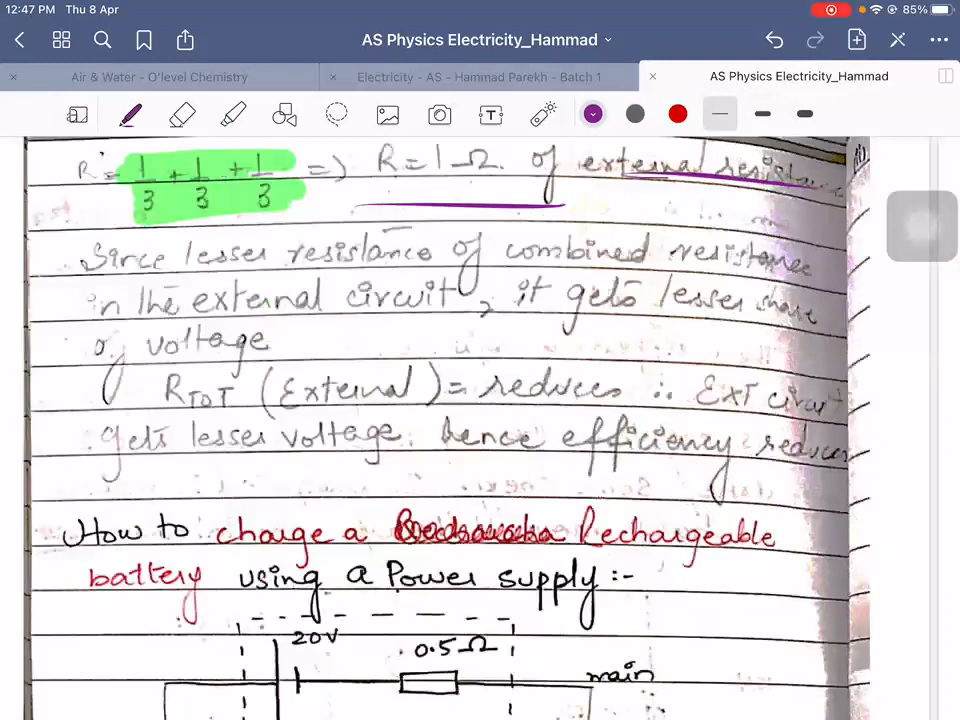 12:47 PM Thu 8 Apr
85%
AS Physics Electricity_Hammad
Air & Water - O'level Chemistry
Electricity - AS - Hammad Parekh - Batch 1
AS Physics Electricity_Hammad
R = 1/3 + 1/3 + 1/3 => R = 1 Ω of external resistance
Since lesser resistance of combined resistance
in the external circuit, it gets lesser share
of voltage
RTOT (External) = reduces ∴ EXT circuit
gets lesser voltage. hence efficiency reduces
How to charge a Rechargeable
battery using a Power supply :-
20V
0.5Ω
main